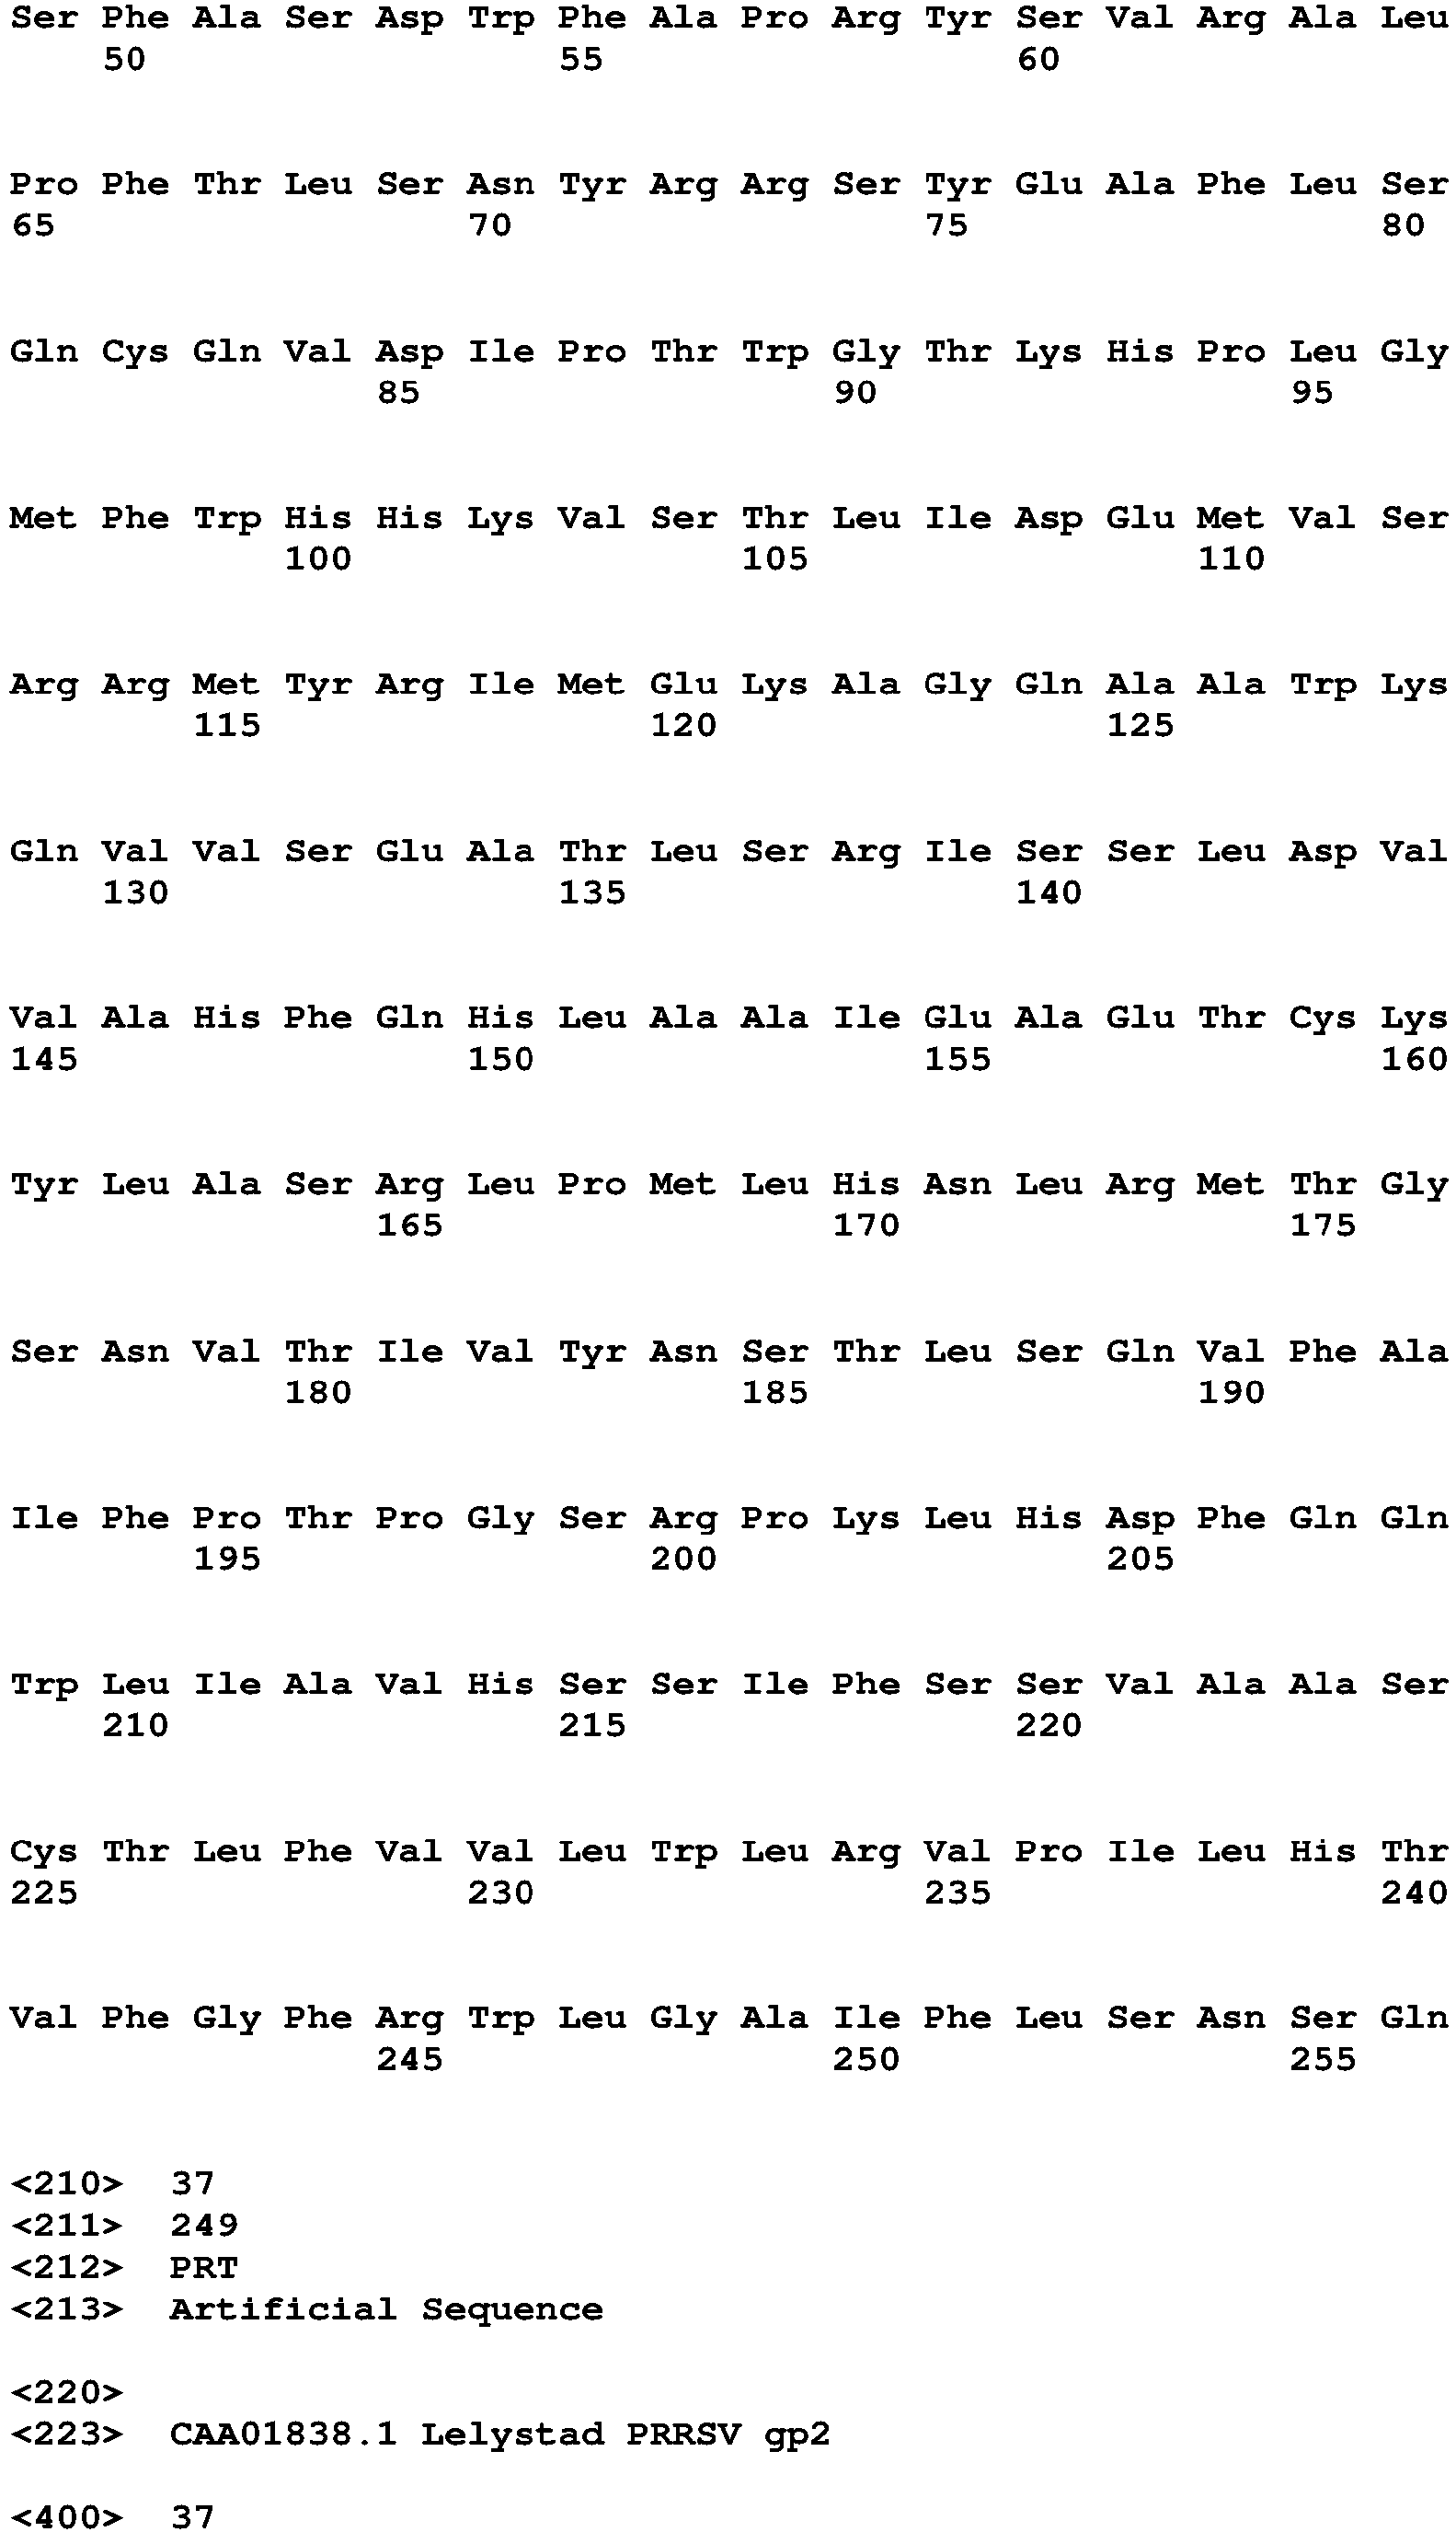 Ser Phe Ala Ser Asp Trp Phe Ala Pro Arg Tyr Ser Val Arg Ala Leu
50 55 60
Pro Phe Thr Leu Ser Asn Tyr Arg Arg Ser Tyr Glu Ala Phe Leu Ser
65 70 75 80
Gln Cys Gln Val Asp Ile Pro Thr Trp Gly Thr Lys His Pro Leu Gly
85 90 95
Met Phe Trp His His Lys Val Ser Thr Leu Ile Asp Glu Met Val Ser
100 105 110
Arg Arg Met Tyr Arg Ile Met Glu Lys Ala Gly Gln Ala Ala Trp Lys
115 120 125
Gln Val Val Ser Glu Ala Thr Leu Ser Arg Ile Ser Ser Leu Asp Val
130 135 140
Val Ala His Phe Gln His Leu Ala Ala Ile Glu Ala Glu Thr Cys Lys
145 150 155 160
Tyr Leu Ala Ser Arg Leu Pro Met Leu His Asn Leu Arg Met Thr Gly
165 170 175
Ser Asn Val Thr Ile Val Tyr Asn Ser Thr Leu Ser Gln Val Phe Ala
180 185 190
Ile Phe Pro Thr Pro Gly Ser Arg Pro Lys Leu His Asp Phe Gln Gln
195 200 205
Trp Leu Ile Ala Val His Ser Ser Ile Phe Ser Ser Val Ala Ala Ser
210 215 220
Cys Thr Leu Phe Val Val Leu Trp Leu Arg Val Pro Ile Leu His Thr
225 230 235 240
Val Phe Gly Phe Arg Trp Leu Gly Ala Ile Phe Leu Ser Asn Ser Gln
245 250 255
<210> 37
<211> 249
<212> PRT
<213> Artificial Sequence
<220>
<223> CAA01838.1 Lelystad PRRSV gp2
<400> 37